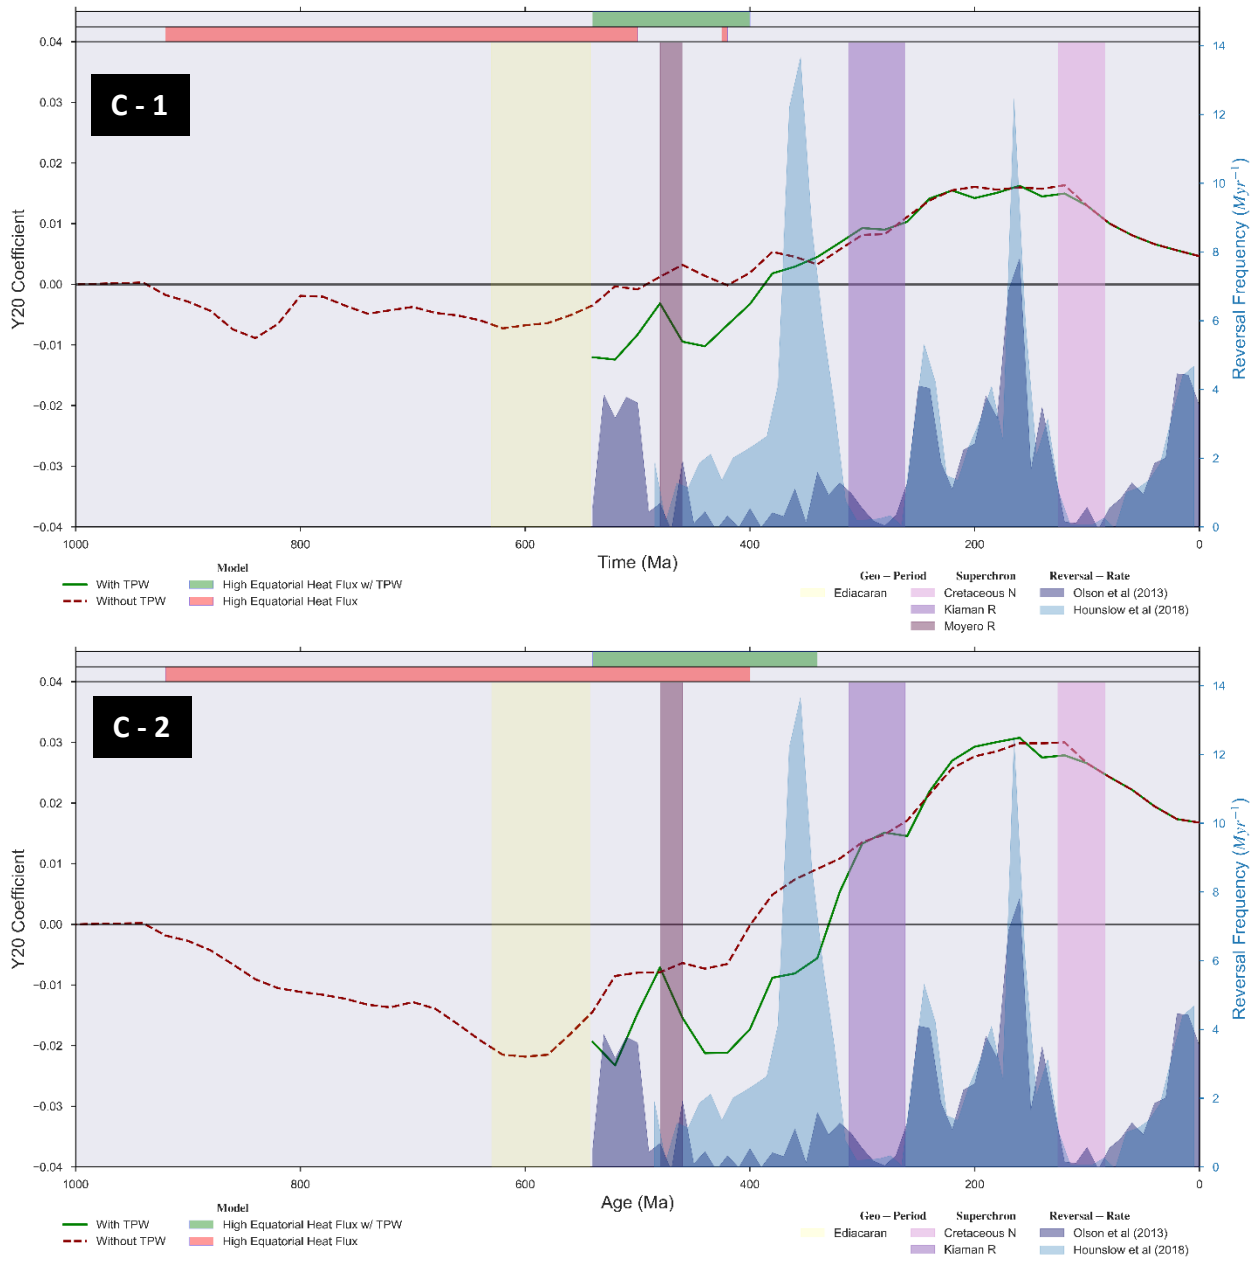 C - 1
0.04
0.03
0.02
0.01
0.00
−0.01
−0.02
−0.03
−0.04
Y20 Coefficient
14
12
10
8
6
4
2
0
Reversal Frequency (Myr⁻¹)
1000 800 600 400 200 0
Time (Ma)
Model
With TPW High Equatorial Heat Flux w/ TPW
Without TPW High Equatorial Heat Flux
Geo – Period Superchron Reversal – Rate
Ediacaran Cretaceous N Olson et al (2013)
Kiaman R Hounslow et al (2018)
Moyero R
C - 2
0.04
0.03
0.02
0.01
0.00
−0.01
−0.02
−0.03
−0.04
Y20 Coefficient
14
12
10
8
6
4
2
0
Reversal Frequency (Myr⁻¹)
1000 800 600 400 200 0
Age (Ma)
Model
With TPW High Equatorial Heat Flux w/ TPW
Without TPW High Equatorial Heat Flux
Geo – Period Superchron Reversal – Rate
Ediacaran Cretaceous N Olson et al (2013)
Kiaman R Hounslow et al (2018)